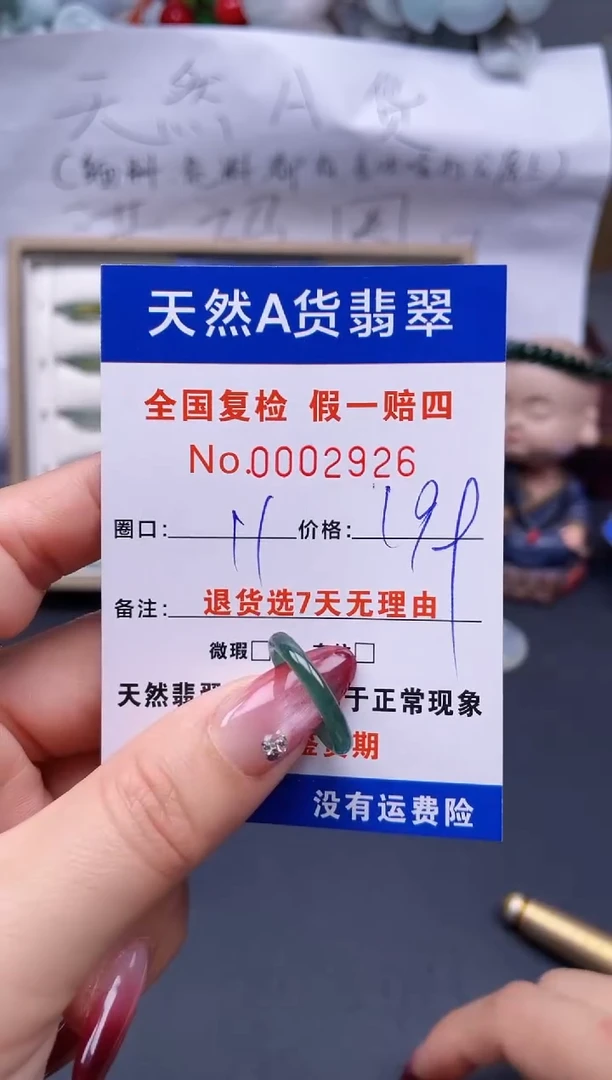 天然A货
天然A货翡翠
全国复检 假一赔四
No.0002926
圈口: 11 价格: 199
备注: 退货选7天无理由
微瑕□ □
天然翡 于正常现象
期
没有运费险